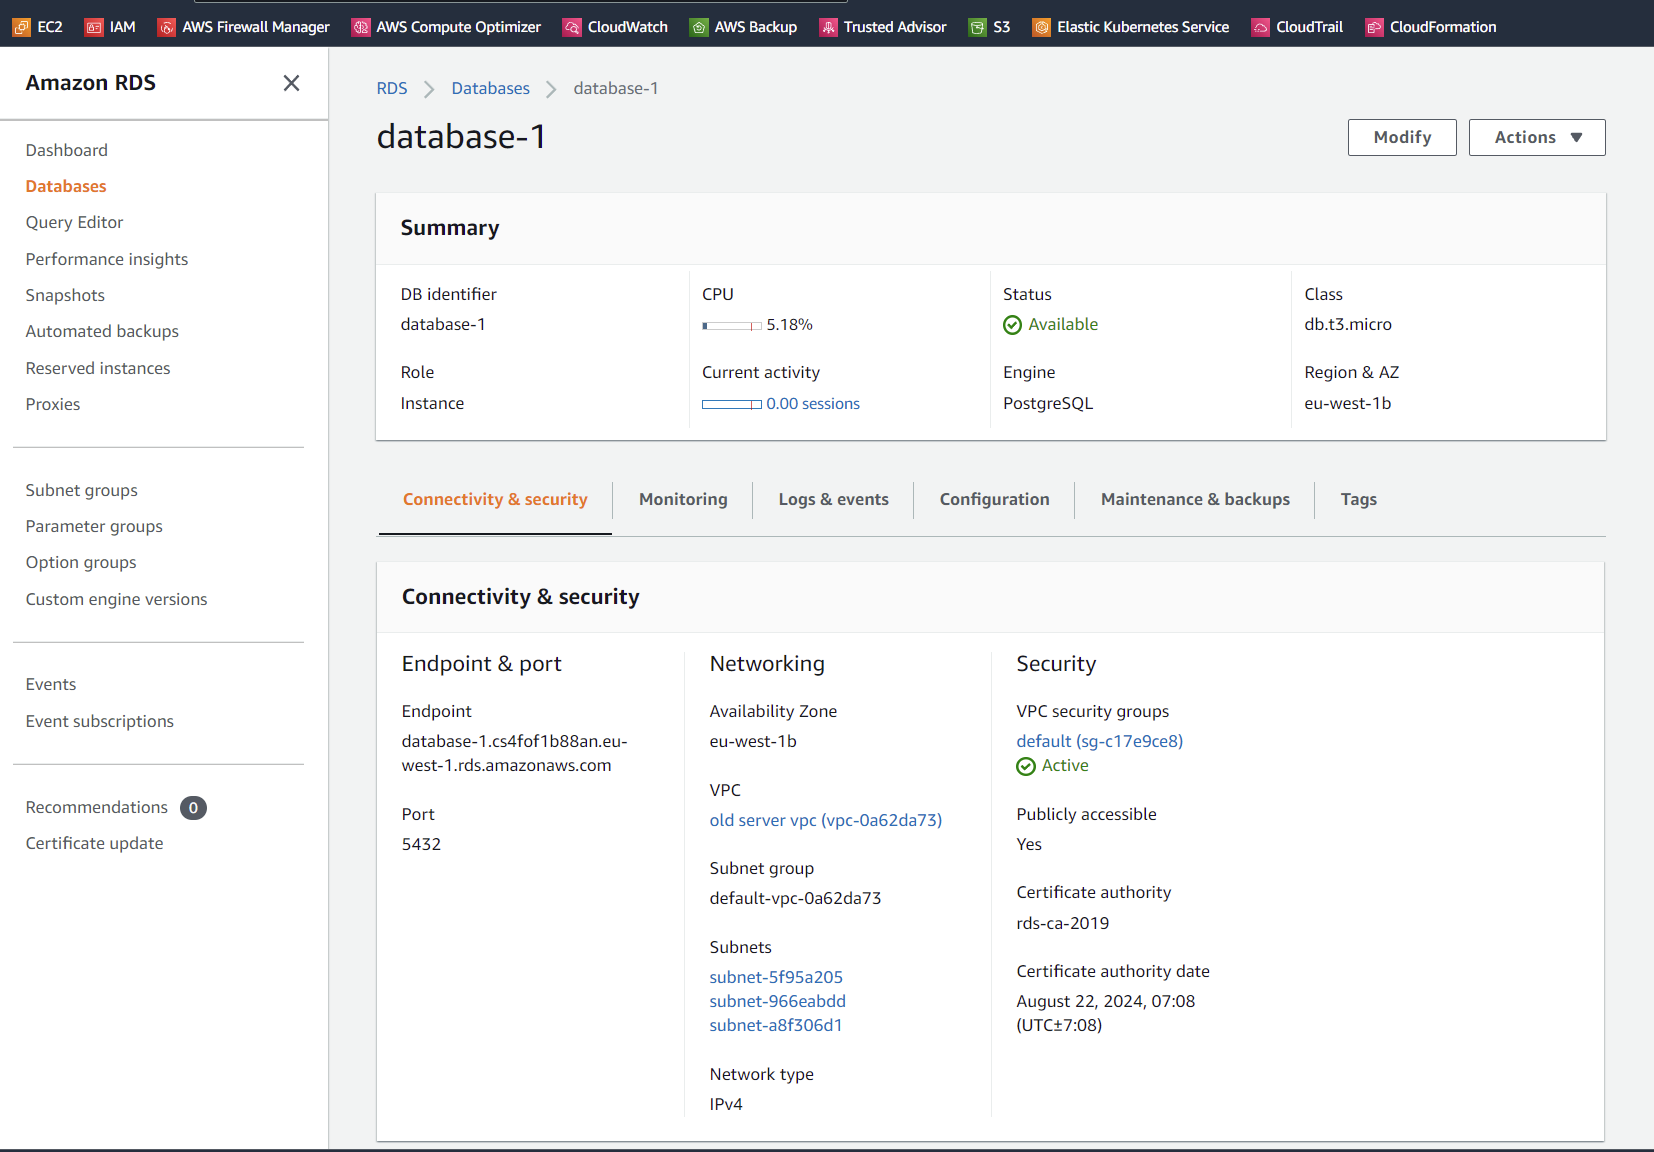 EC2 IAM AWS Firewall Manager AWS Compute Optimizer CloudWatch AWS Backup Trusted Advisor S3 Elastic Kubernetes Service CloudTrail CloudFormation
Amazon RDS
Dashboard
Databases
Query Editor
Performance insights
Snapshots
Automated backups
Reserved instances
Proxies
Subnet groups
Parameter groups
Option groups
Custom engine versions
Events
Event subscriptions
Recommendations 0
Certificate update
RDS Databases database-1
database-1
Modify Actions
Summary
DB identifier
database-1
Role
Instance
CPU
5.18%
Current activity
0.00 sessions
Status
Available
Engine
PostgreSQL
Class
db.t3.micro
Region & AZ
eu-west-1b
Connectivity & security Monitoring Logs & events Configuration Maintenance & backups Tags
Connectivity & security
Endpoint & port
Endpoint
database-1.cs4fof1b88an.eu-
west-1.rds.amazonaws.com
Port
5432
Networking
Availability Zone
eu-west-1b
VPC
old server vpc (vpc-0a62da73)
Subnet group
default-vpc-0a62da73
Subnets
subnet-5f95a205
subnet-966eabdd
subnet-a8f306d1
Network type
IPv4
Security
VPC security groups
default (sg-c17e9ce8)
Active
Publicly accessible
Yes
Certificate authority
rds-ca-2019
Certificate authority date
August 22, 2024, 07:08
(UTC±7:08)